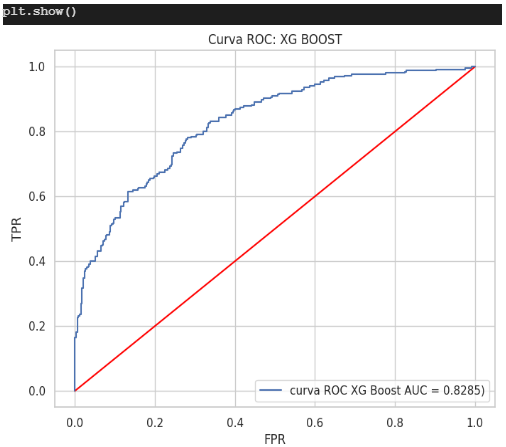 plt.show()
Curva ROC: XG BOOST
1.0
0.8
0.6
0.4
0.2
0.0
TPR
curva ROC XG Boost AUC = 0.8285)
0.0 0.2 0.4 0.6 0.8 1.0
FPR